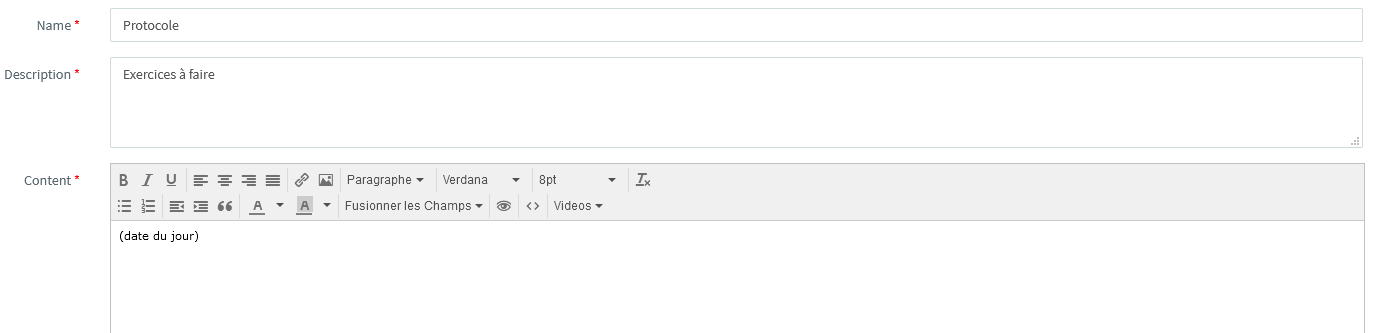 Name *
Protocole
Description *
Exercices à faire
Content *
B I U Paragraphe Verdana 8pt
A A Fusionner les Champs Videos
(date du jour)